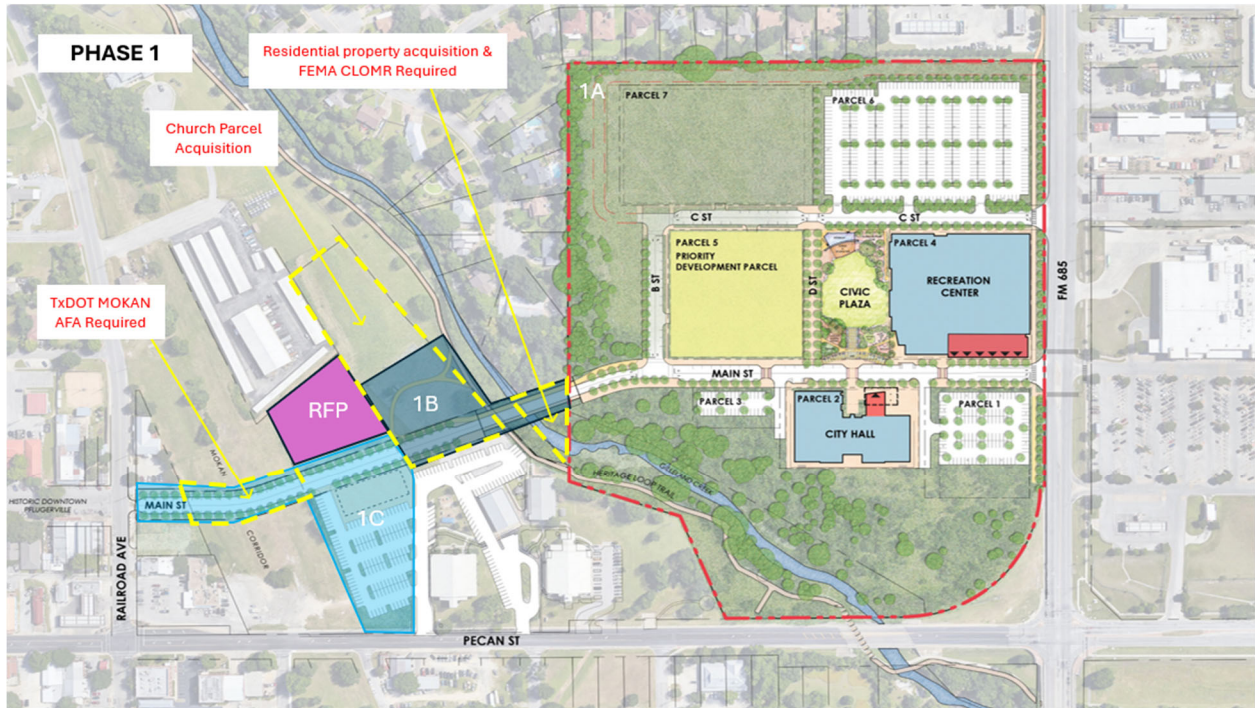 PHASE 1
Residential property acquisition &
FEMA CLOMR Required
Church Parcel
Acquisition
TxDOT MOKAN
AFA Required
1A
PARCEL 7
PARCEL 6
C ST
C ST
PARCEL 5
PRIORITY
DEVELOPMENT PARCEL
B ST
D ST
CIVIC
PLAZA
PARCEL 4
RECREATION
CENTER
FM 685
MAIN ST
PARCEL 3
PARCEL 2
CITY HALL
PARCEL 1
RFP
1B
1C
MOKAN
CORRIDOR
MAIN ST
HISTORIC DOWNTOWN
PFLUGERVILLE
RAILROAD AVE
GILLELAND CREEK
HERITAGE LOOP TRAIL
PECAN ST